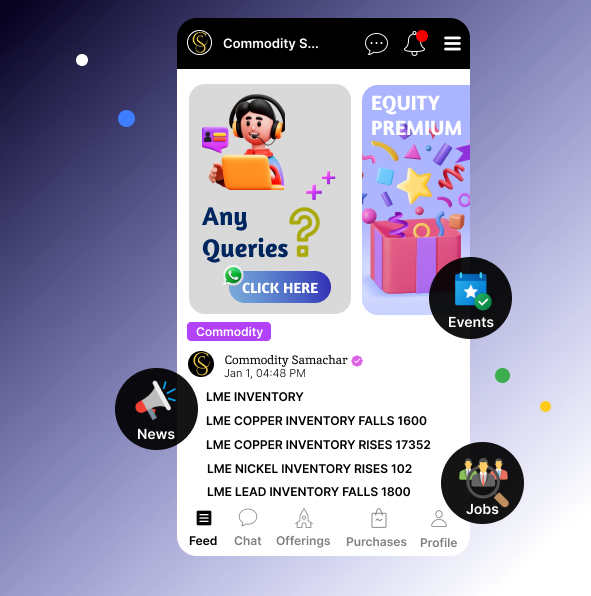 Commodity S...
Any
Queries
?
CLICK HERE
EQUITY
PREMIUM
Events
Commodity
Commodity Samachar
Jan 1, 04:48 PM
News
LME INVENTORY
LME COPPER INVENTORY FALLS 1600
LME COPPER INVENTORY RISES 17352
LME NICKEL INVENTORY RISES 102
LME LEAD INVENTORY FALLS 1800
Jobs
Feed
Chat
Offerings
Purchases
Profile